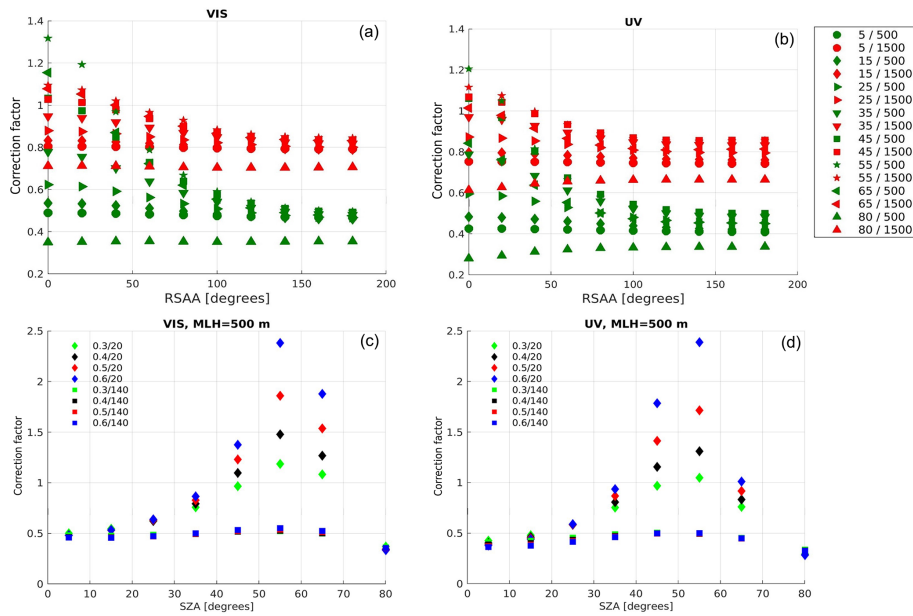 VIS
(a)
Correction factor
1.4
1.2
1
0.8
0.6
0.4
0.2
0
50
100
150
200
RSAA [degrees]
UV
(b)
Correction factor
1.4
1.2
1
0.8
0.6
0.4
0.2
0
50
100
150
200
RSAA [degrees]
5 / 500
5 / 1500
15 / 500
15 / 1500
25 / 500
25 / 1500
35 / 500
35 / 1500
45 / 500
45 / 1500
55 / 500
55 / 1500
65 / 500
65 / 1500
80 / 500
80 / 1500
VIS, MLH=500 m
(c)
Correction factor
2.5
2
1.5
1
0.5
0
0
10
20
30
40
50
60
70
80
SZA [degrees]
0.3/20
0.4/20
0.5/20
0.6/20
0.3/140
0.4/140
0.5/140
0.6/140
UV, MLH=500 m
(d)
Correction factor
2.5
2
1.5
1
0.5
0
0
10
20
30
40
50
60
70
80
SZA [degrees]
0.3/20
0.4/20
0.5/20
0.6/20
0.3/140
0.4/140
0.5/140
0.6/140